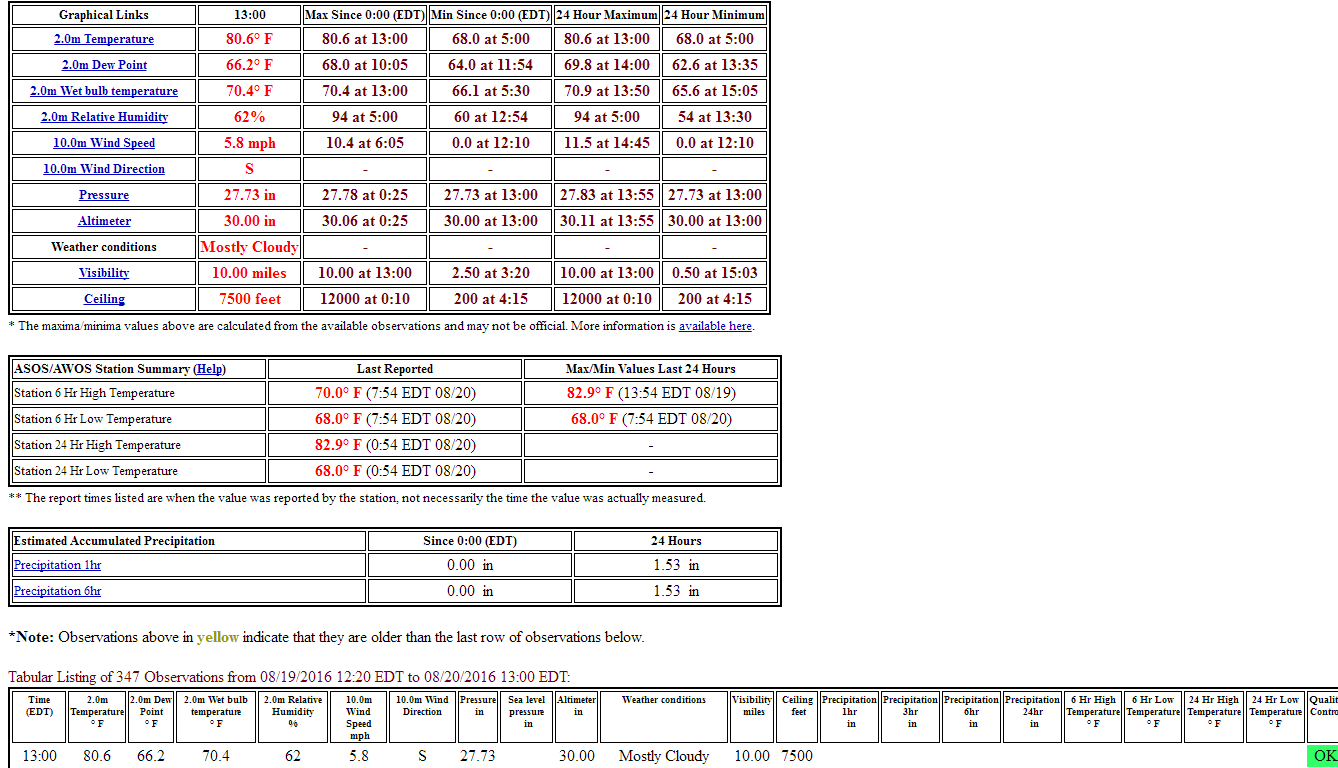 Graphical Links 13:00 Max Since 0:00 (EDT) Min Since 0:00 (EDT) 24 Hour Maximum 24 Hour Minimum
2.0m Temperature 80.6° F 80.6 at 13:00 68.0 at 5:00 80.6 at 13:00 68.0 at 5:00
2.0m Dew Point 66.2° F 68.0 at 10:05 64.0 at 11:54 69.8 at 14:00 62.6 at 13:35
2.0m Wet bulb temperature 70.4° F 70.4 at 13:00 66.1 at 5:30 70.9 at 13:50 65.6 at 15:05
2.0m Relative Humidity 62% 94 at 5:00 60 at 12:54 94 at 5:00 54 at 13:30
10.0m Wind Speed 5.8 mph 10.4 at 6:05 0.0 at 12:10 11.5 at 14:45 0.0 at 12:10
10.0m Wind Direction S - - - -
Pressure 27.73 in 27.78 at 0:25 27.73 at 13:00 27.83 at 13:55 27.73 at 13:00
Altimeter 30.00 in 30.06 at 0:25 30.00 at 13:00 30.11 at 13:55 30.00 at 13:00
Weather conditions Mostly Cloudy - - - -
Visibility 10.00 miles 10.00 at 13:00 2.50 at 3:20 10.00 at 13:00 0.50 at 15:03
Ceiling 7500 feet 12000 at 0:10 200 at 4:15 12000 at 0:10 200 at 4:15
* The maxima/minima values above are calculated from the available observations and may not be official. More information is available here.
ASOS/AWOS Station Summary (Help) Last Reported Max/Min Values Last 24 Hours
Station 6 Hr High Temperature 70.0° F (7:54 EDT 08/20) 82.9° F (13:54 EDT 08/19)
Station 6 Hr Low Temperature 68.0° F (7:54 EDT 08/20) 68.0° F (7:54 EDT 08/20)
Station 24 Hr High Temperature 82.9° F (0:54 EDT 08/20) -
Station 24 Hr Low Temperature 68.0° F (0:54 EDT 08/20) -
** The report times listed are when the value was reported by the station, not necessarily the time the value was actually measured.
Estimated Accumulated Precipitation Since 0:00 (EDT) 24 Hours
Precipitation 1hr 0.00 in 1.53 in
Precipitation 6hr 0.00 in 1.53 in
*Note: Observations above in yellow indicate that they are older than the last row of observations below.
Tabular Listing of 347 Observations from 08/19/2016 12:20 EDT to 08/20/2016 13:00 EDT:
Time 2.0m 2.0m Dew 2.0m Wet bulb 2.0m Relative 10.0m 10.0m Wind Pressure Sea level Altimeter Weather conditions Visibility Ceiling Precipitation Precipitation Precipitation Precipitation 6 Hr High 6 Hr Low 24 Hr High 24 Hr Low Qualit
(EDT) Temperature Point temperature Humidity Wind Direction in pressure in miles feet 1hr 3hr 6hr 24hr Temperature Temperature Temperature Temperature Contro
° F ° F ° F % Speed in in in in in ° F ° F ° F ° F
mph
13:00 80.6 66.2 70.4 62 5.8 S 27.73 30.00 Mostly Cloudy 10.00 7500 OK